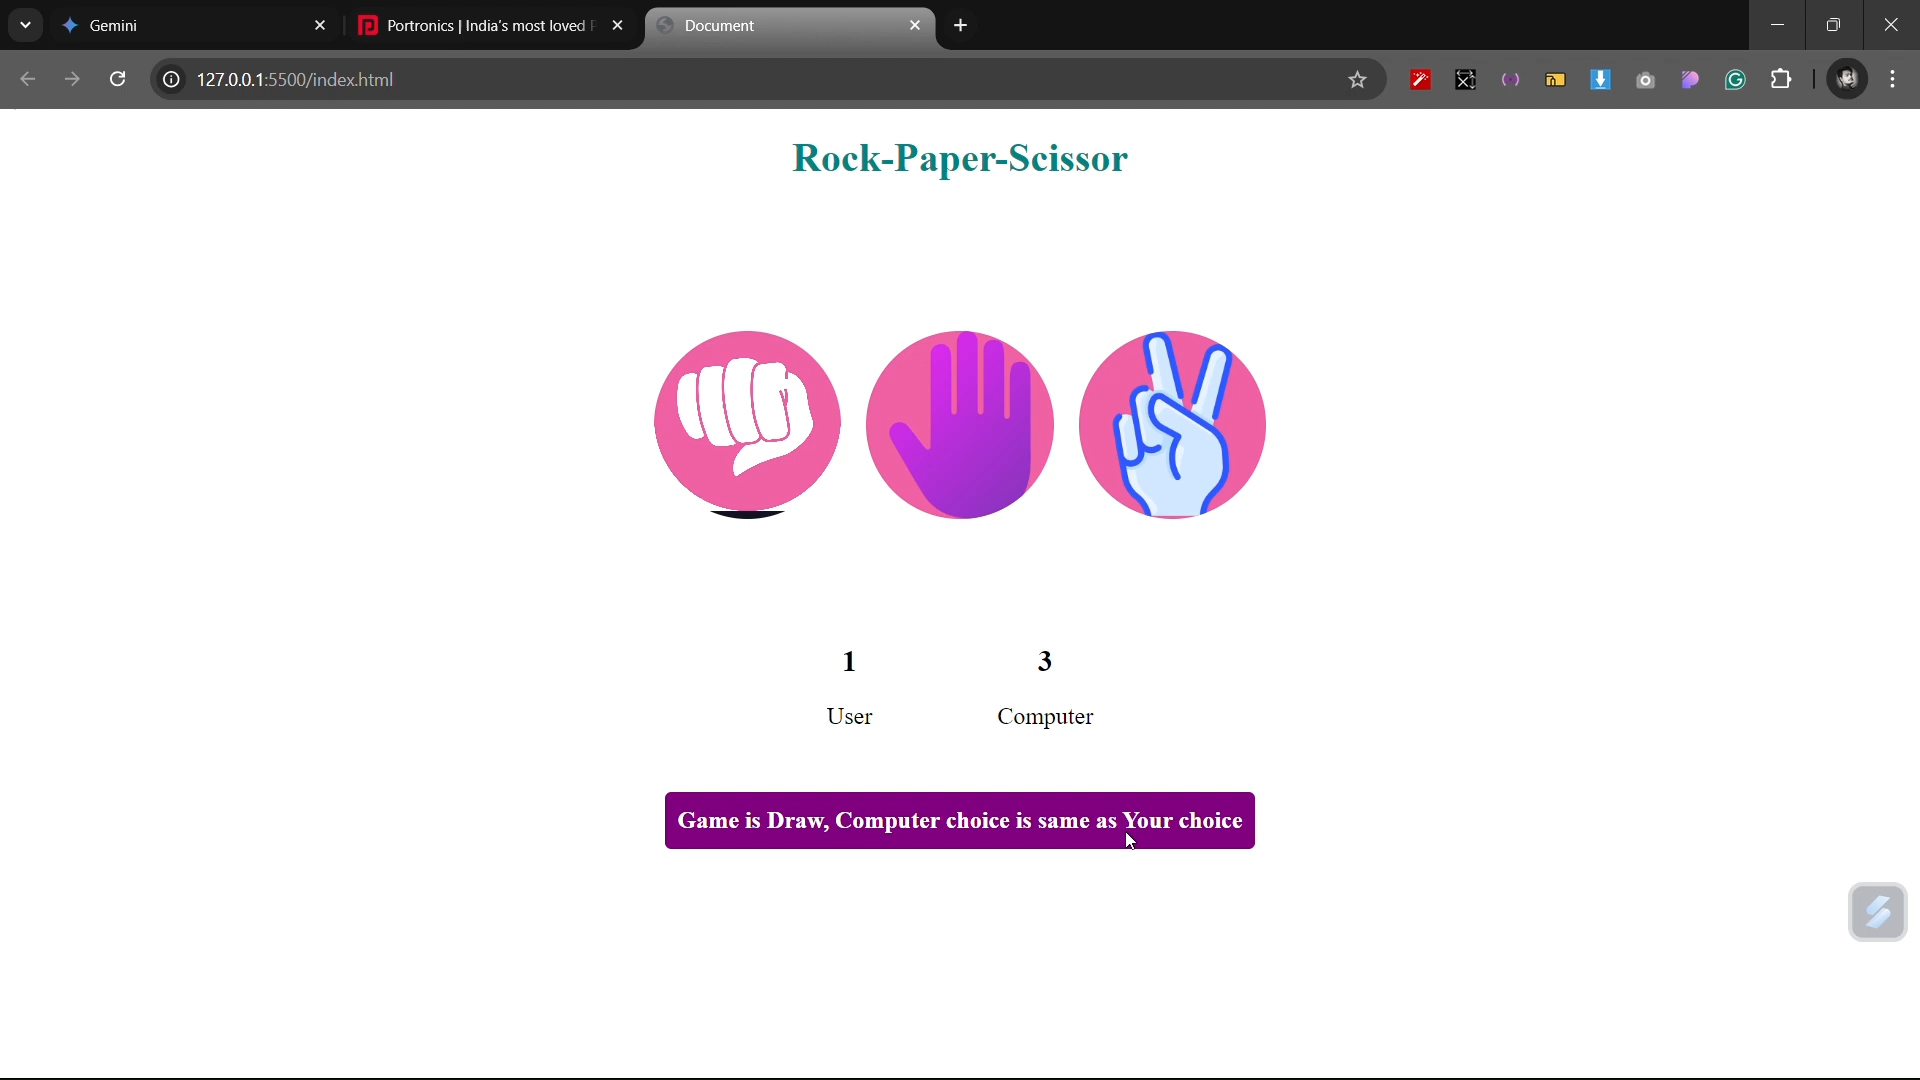 Gemini
Portronics | India's most loved P
Document
127.0.0.1:5500/index.html
Rock-Paper-Scissor
1 3
User Computer
Game is Draw, Computer choice is same as Your choice